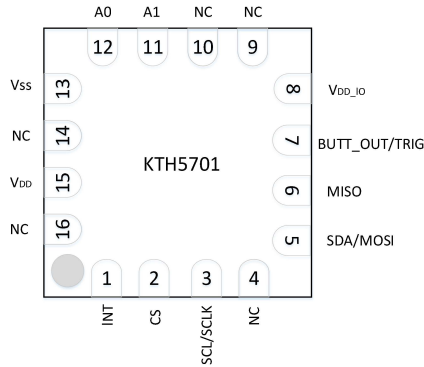 A0 A1 NC NC
12 11 10 9
Vss 13 8 VDD_IO
NC 14 7 BUTT_OUT/TRIG
KTH5701
VDD 15 6 MISO
NC 16 5 SDA/MOSI
1 2 3 4
INT CS SCL/SCLK NC